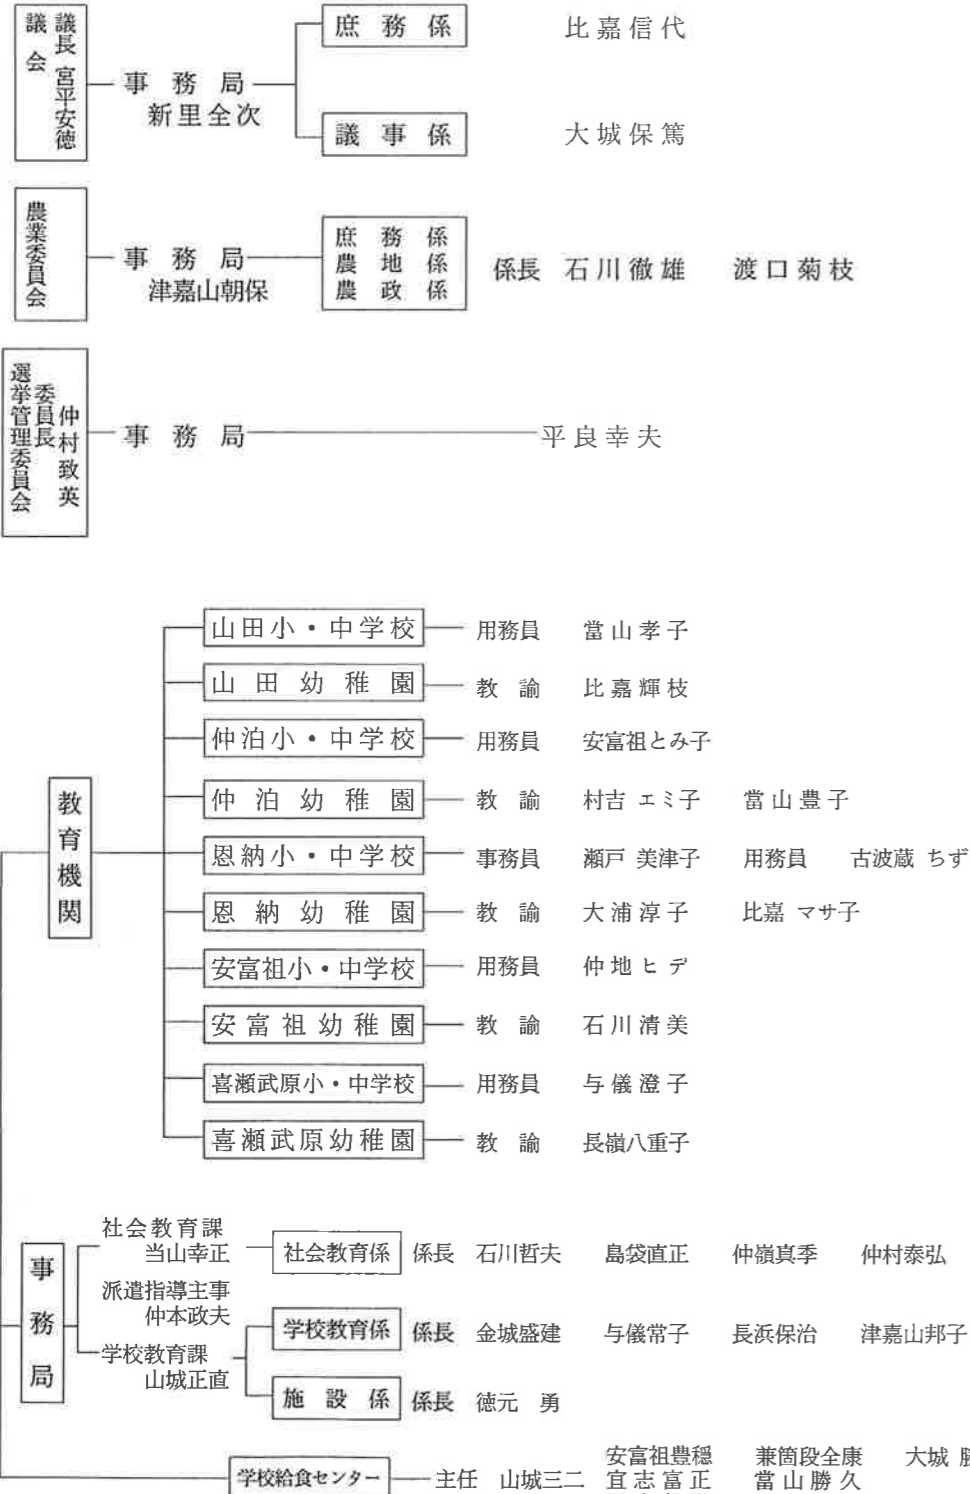 議会
議長 宮平安徳
事務局
新里全次
庶務係 比嘉信代
議事係 大城保篤
農業委員会
事務局
津嘉山朝保
庶務係
農地係
農政係
係長 石川徹雄 渡口菊枝
選挙管理委員会
委員長
仲村致英
事務局 平良幸夫
教育機関
山田小・中学校 用務員 當山孝子
山田幼稚園 教諭 比嘉輝枝
仲泊小・中学校 用務員 安富祖とみ子
仲泊幼稚園 教諭 村吉エミ子 當山豊子
恩納小・中学校 事務員 瀬戸美津子 用務員 古波蔵ちず
恩納幼稚園 教諭 大浦淳子 比嘉マサ子
安富祖小・中学校 用務員 仲地ヒデ
安富祖幼稚園 教諭 石川清美
喜瀬武原小・中学校 用務員 与儀澄子
喜瀬武原幼稚園 教諭 長嶺八重子
事務局
社会教育課
当山幸正
社会教育係 係長 石川哲夫 島袋直正 仲嶺真季 仲村泰弘
派遣指導主事
仲本政夫
学校教育課
山城正直
学校教育係 係長 金城盛建 与儀常子 長浜保治 津嘉山邦子
施設係 係長 徳元勇
学校給食センター 主任 山城三二
安富祖豊穏 兼箇段全康 大城
宜志富正 當山勝久